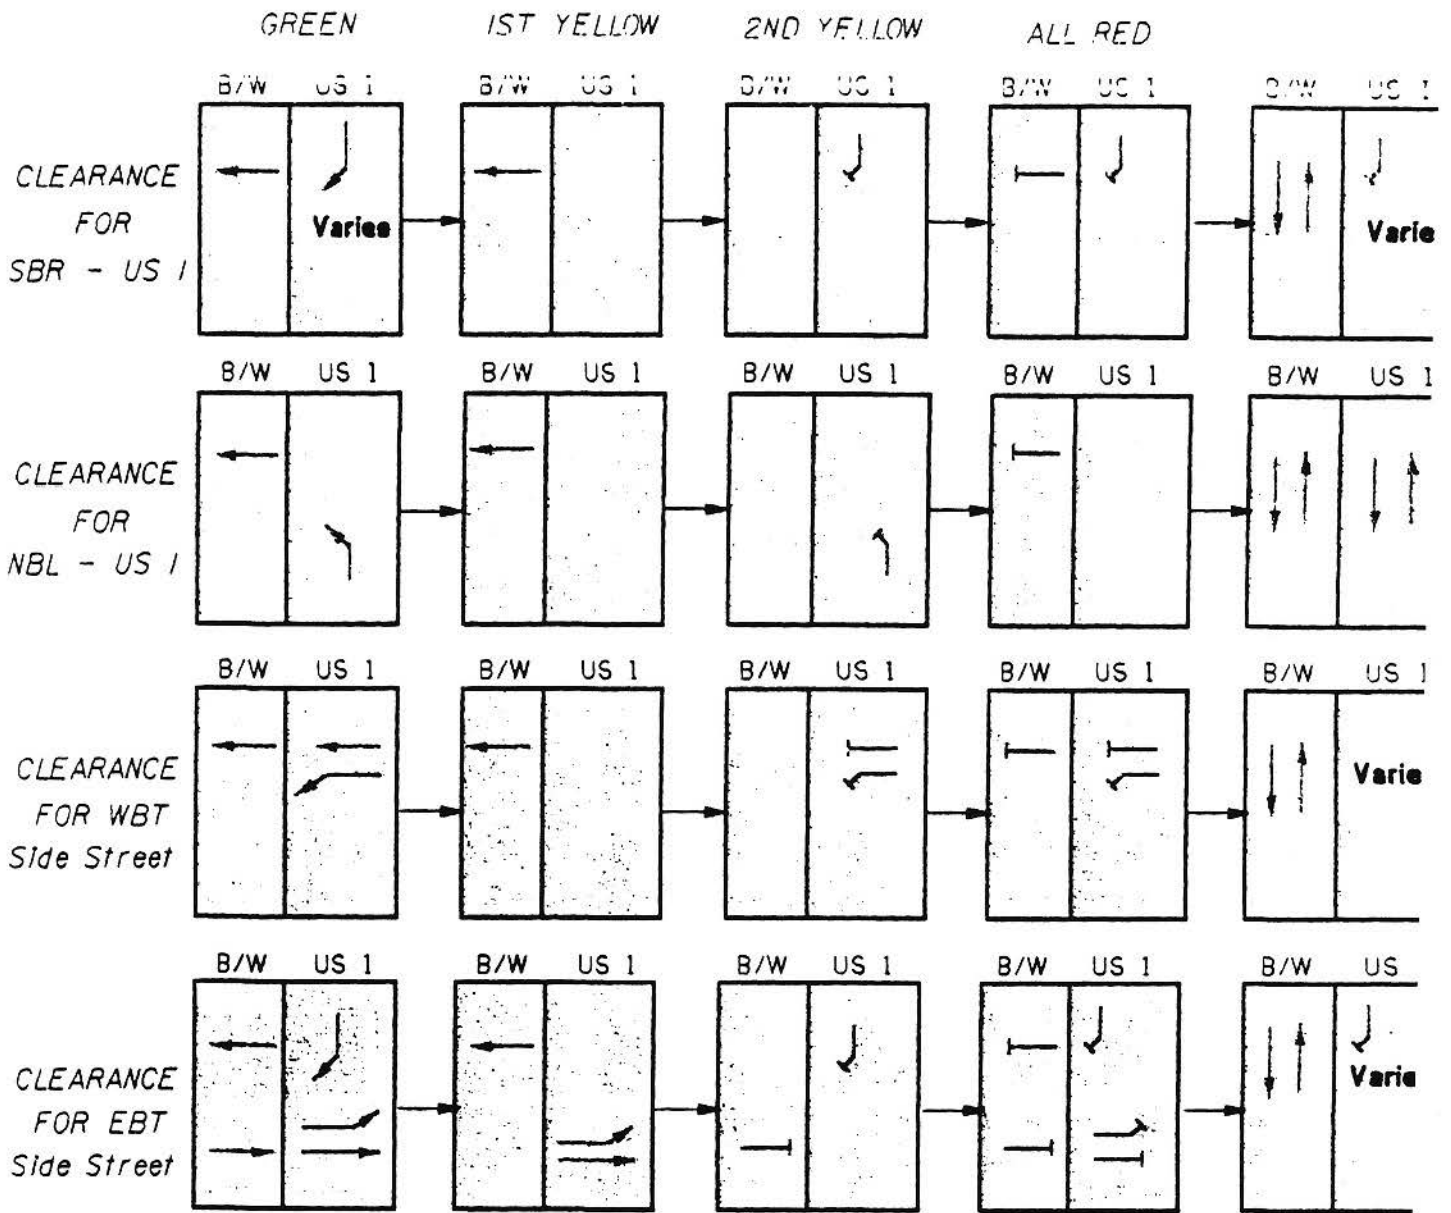 GREEN 1ST YELLOW 2ND YELLOW ALL RED
B/W US 1 B/W US 1 B/W US 1 B/W US 1 B/W US 1
CLEARANCE
FOR
SBR - US 1
Varies
Varie
B/W US 1 B/W US 1 B/W US 1 B/W US 1 B/W US 1
CLEARANCE
FOR
NBL - US 1
B/W US 1 B/W US 1 B/W US 1 B/W US 1 B/W US 1
CLEARANCE
FOR WBT
Side Street
Varie
B/W US 1 B/W US 1 B/W US 1 B/W US 1 B/W US
CLEARANCE
FOR EBT
Side Street
Varie